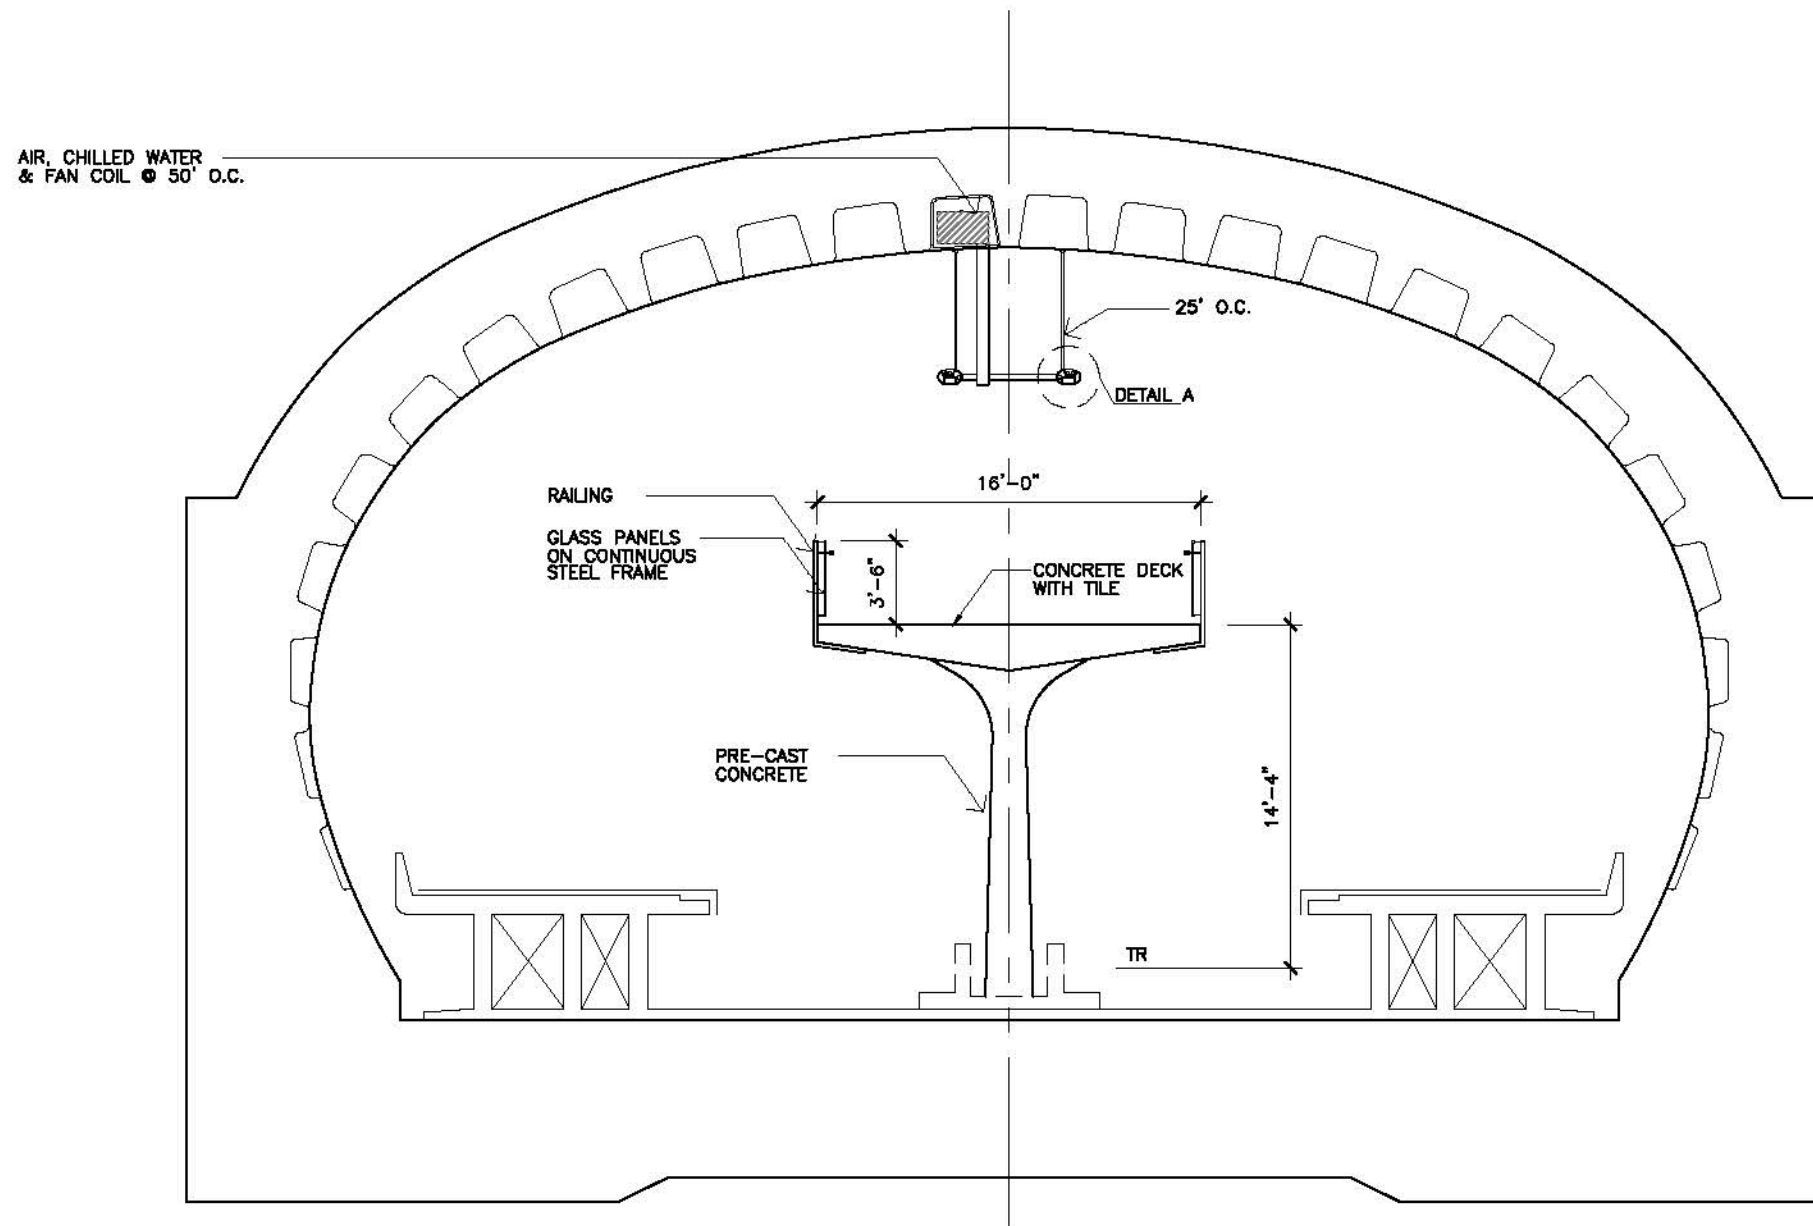 AIR, CHILLED WATER
& FAN COIL @ 50' O.C.
25' O.C.
DETAIL A
16'-0"
RAILING
GLASS PANELS
ON CONTINUOUS
STEEL FRAME
3'-6"
CONCRETE DECK
WITH TILE
PRE-CAST
CONCRETE
14'-4"
TR